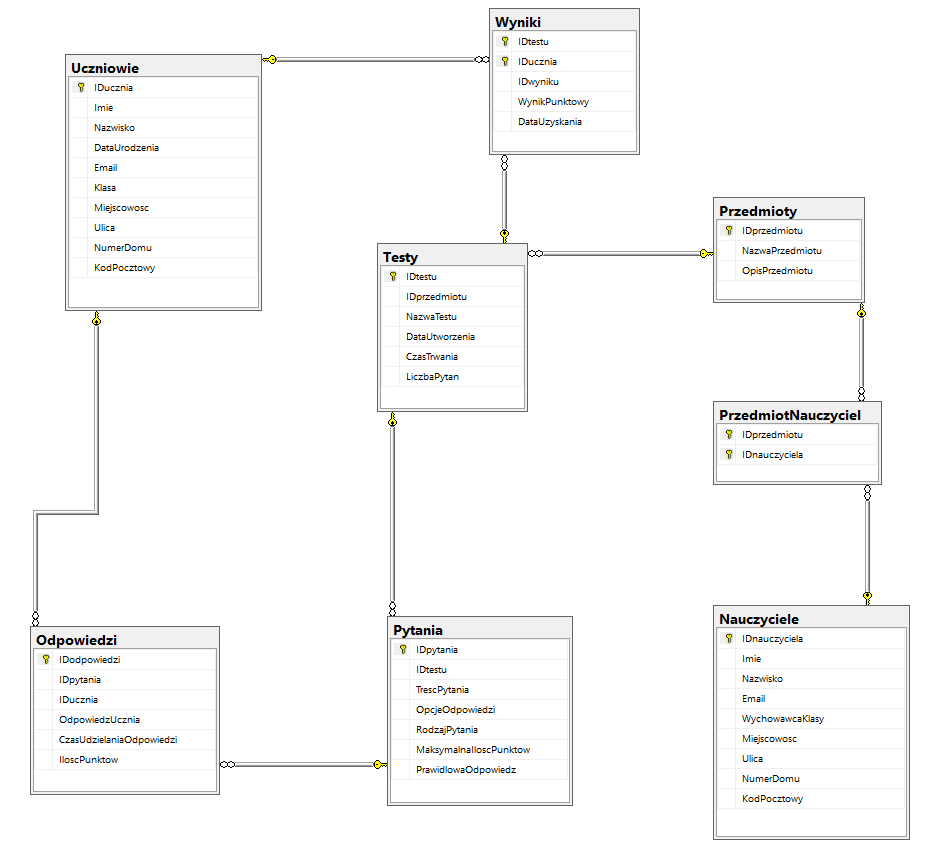 Wyniki
IDtestu
IDucznia
IDwyniku
WynikPunktowy
DataUzyskania
Uczniowie
IDucznia
Imie
Nazwisko
DataUrodzenia
Email
Klasa
Miejscowosc
Ulica
NumerDomu
KodPocztowy
Przedmioty
IDprzedmiotu
NazwaPrzedmiotu
OpisPrzedmiotu
Testy
IDtestu
IDprzedmiotu
NazwaTestu
DataUtworzenia
CzasTrwania
LiczbaPytan
PrzedmiotNauczyciel
IDprzedmiotu
IDnauczyciela
Odpowiedzi
IDodpowiedzi
IDpytania
IDucznia
OdpowiedzUcznia
CzasUdzielaniaOdpowiedzi
IloscPunktow
Pytania
IDpytania
IDtestu
TrescPytania
OpcjeOdpowiedzi
RodzajPytania
MaksymalnaIloscPunktow
PrawidlowaOdpowiedz
Nauczyciele
IDnauczyciela
Imie
Nazwisko
Email
WychowawcaKlasy
Miejscowosc
Ulica
NumerDomu
KodPocztowy